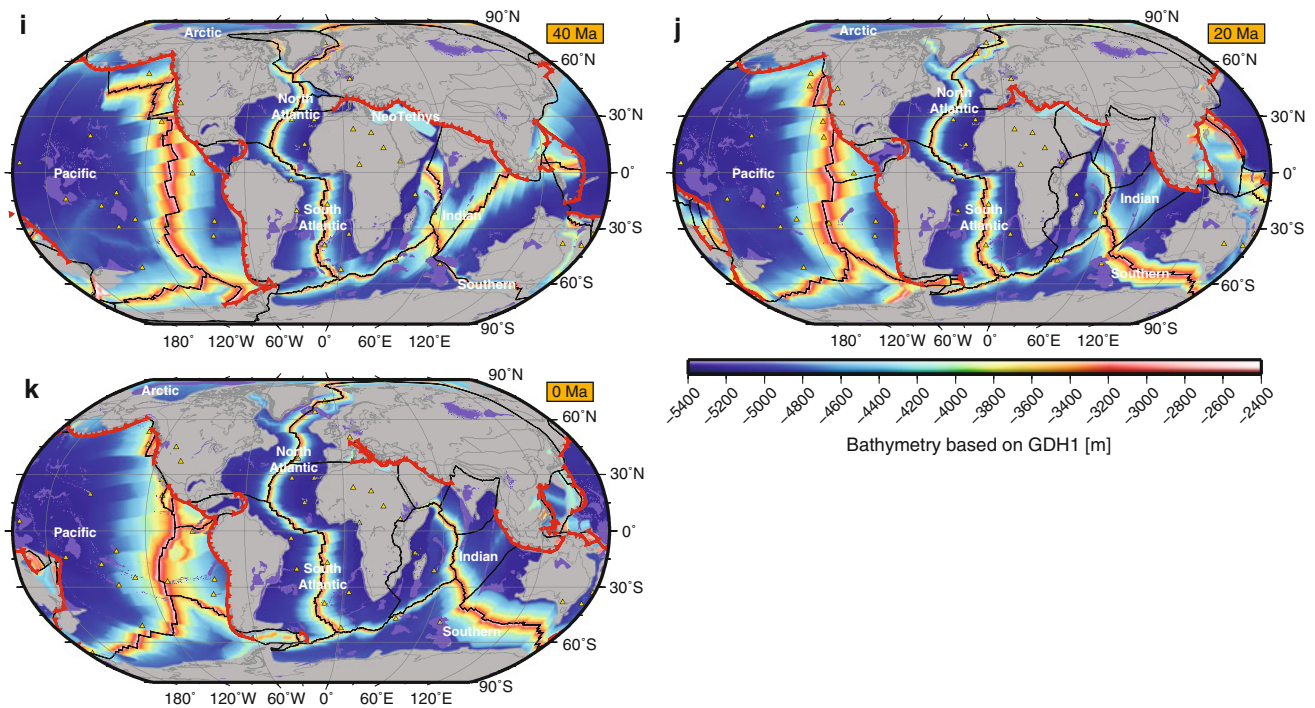 i
40 Ma
90˚N
60˚N
30˚N
0˚
30˚S
60˚S
90˚S
Arctic
North
Atlantic
NeoTethys
Pacific
South
Atlantic
Indian
Southern
180˚ 120˚W 60˚W 0˚ 60˚E 120˚E
j
20 Ma
90˚N
60˚N
30˚N
0˚
30˚S
60˚S
90˚S
Arctic
North
Atlantic
Pacific
South
Atlantic
Indian
Southern
180˚ 120˚W 60˚W 0˚ 60˚E 120˚E
−5400 −5200 −5000 −4800 −4600 −4400 −4200 −4000 −3800 −3600 −3400 −3200 −3000 −2800 −2600 −2400
Bathymetry based on GDH1 [m]
k
0 Ma
90˚N
60˚N
30˚N
0˚
30˚S
60˚S
90˚S
Arctic
North
Atlantic
Pacific
South
Atlantic
Indian
Southern
180˚ 120˚W 60˚W 0˚ 60˚E 120˚E